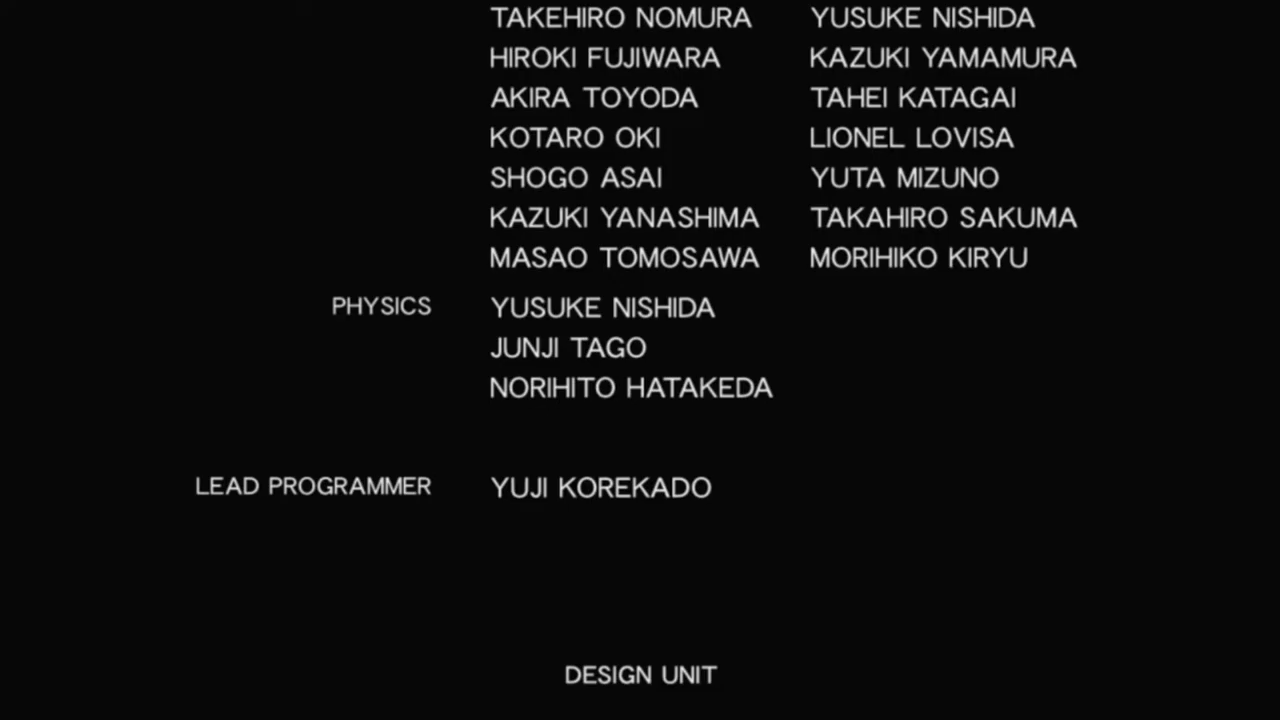 TAKEHIRO NOMURA YUSUKE NISHIDA
HIROKI FUJIWARA KAZUKI YAMAMURA
AKIRA TOYODA TAHEI KATAGAI
KOTARO OKI LIONEL LOVISA
SHOGO ASAI YUTA MIZUNO
KAZUKI YANASHIMA TAKAHIRO SAKUMA
MASAO TOMOSAWA MORIHIKO KIRYU
PHYSICS YUSUKE NISHIDA
JUNJI TAGO
NORIHITO HATAKEDA
LEAD PROGRAMMER YUJI KOREKADO
DESIGN UNIT